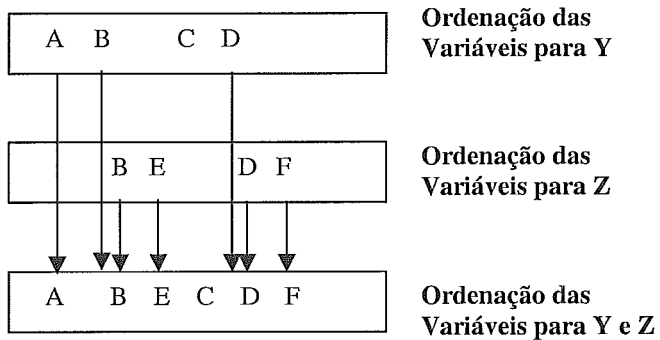 A B C D
Ordenação das
Variáveis para Y
B E D F
Ordenação das
Variáveis para Z
A B E C D F
Ordenação das
Variáveis para Y e Z